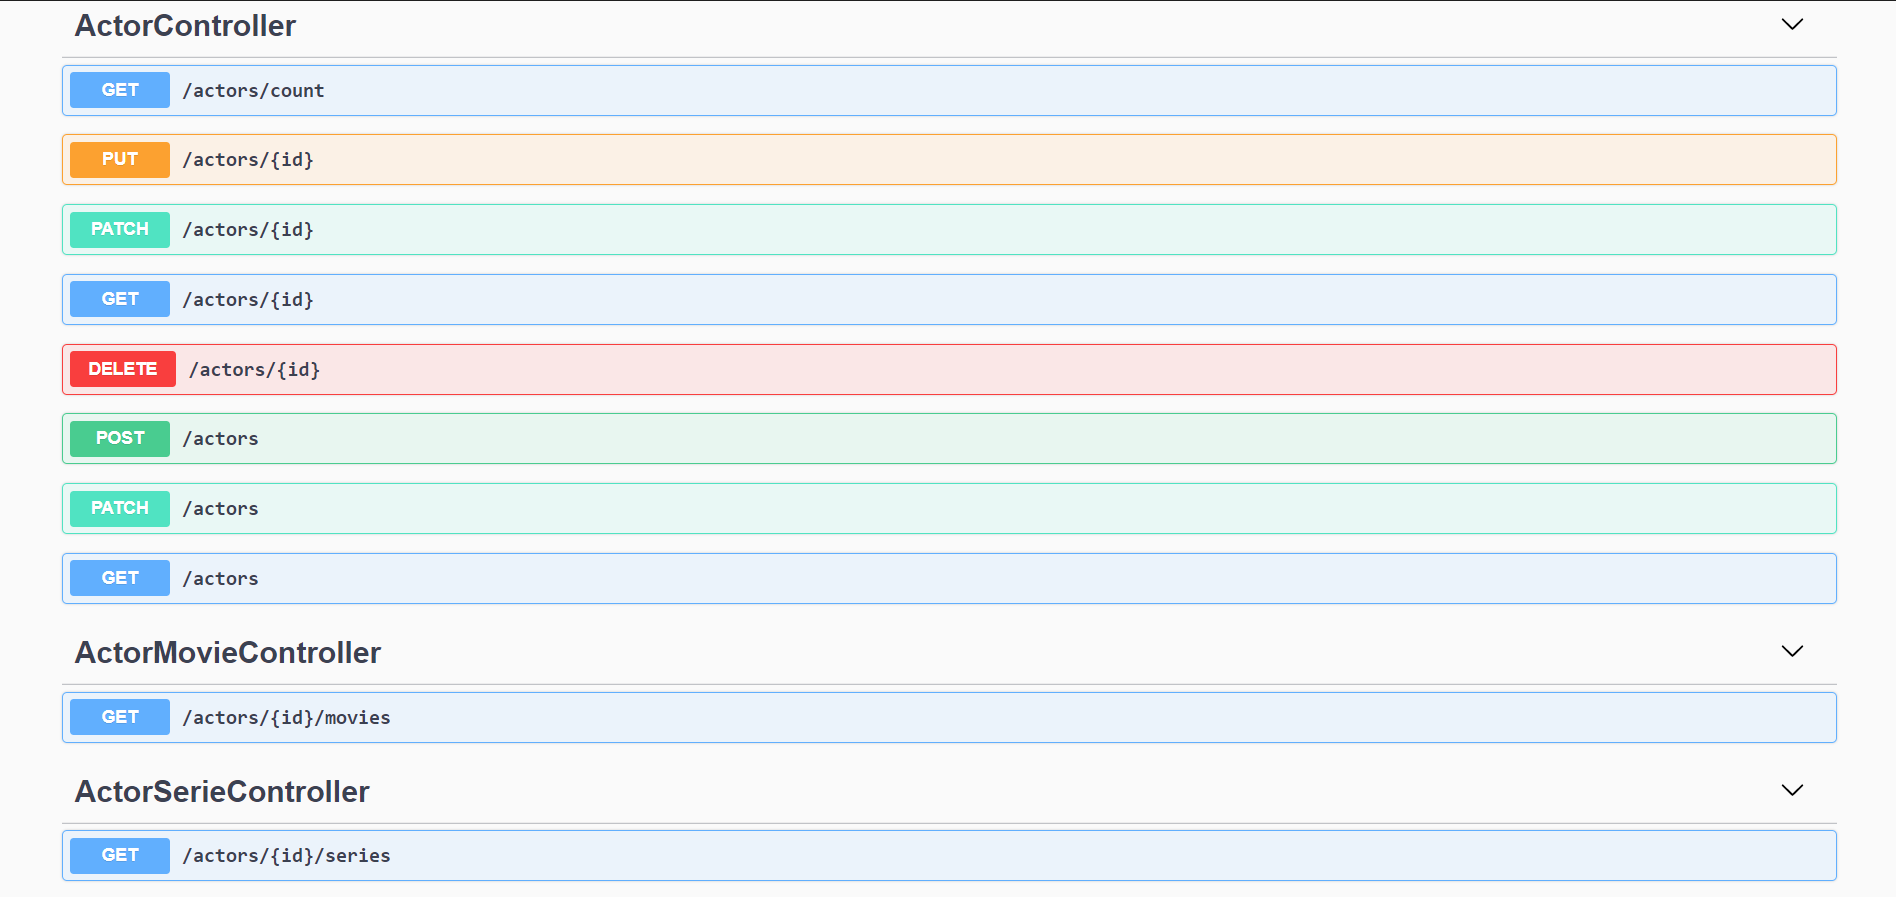 ActorController
GET /actors/count
PUT /actors/{id}
PATCH /actors/{id}
GET /actors/{id}
DELETE /actors/{id}
POST /actors
PATCH /actors
GET /actors
ActorMovieController
GET /actors/{id}/movies
ActorSerieController
GET /actors/{id}/series